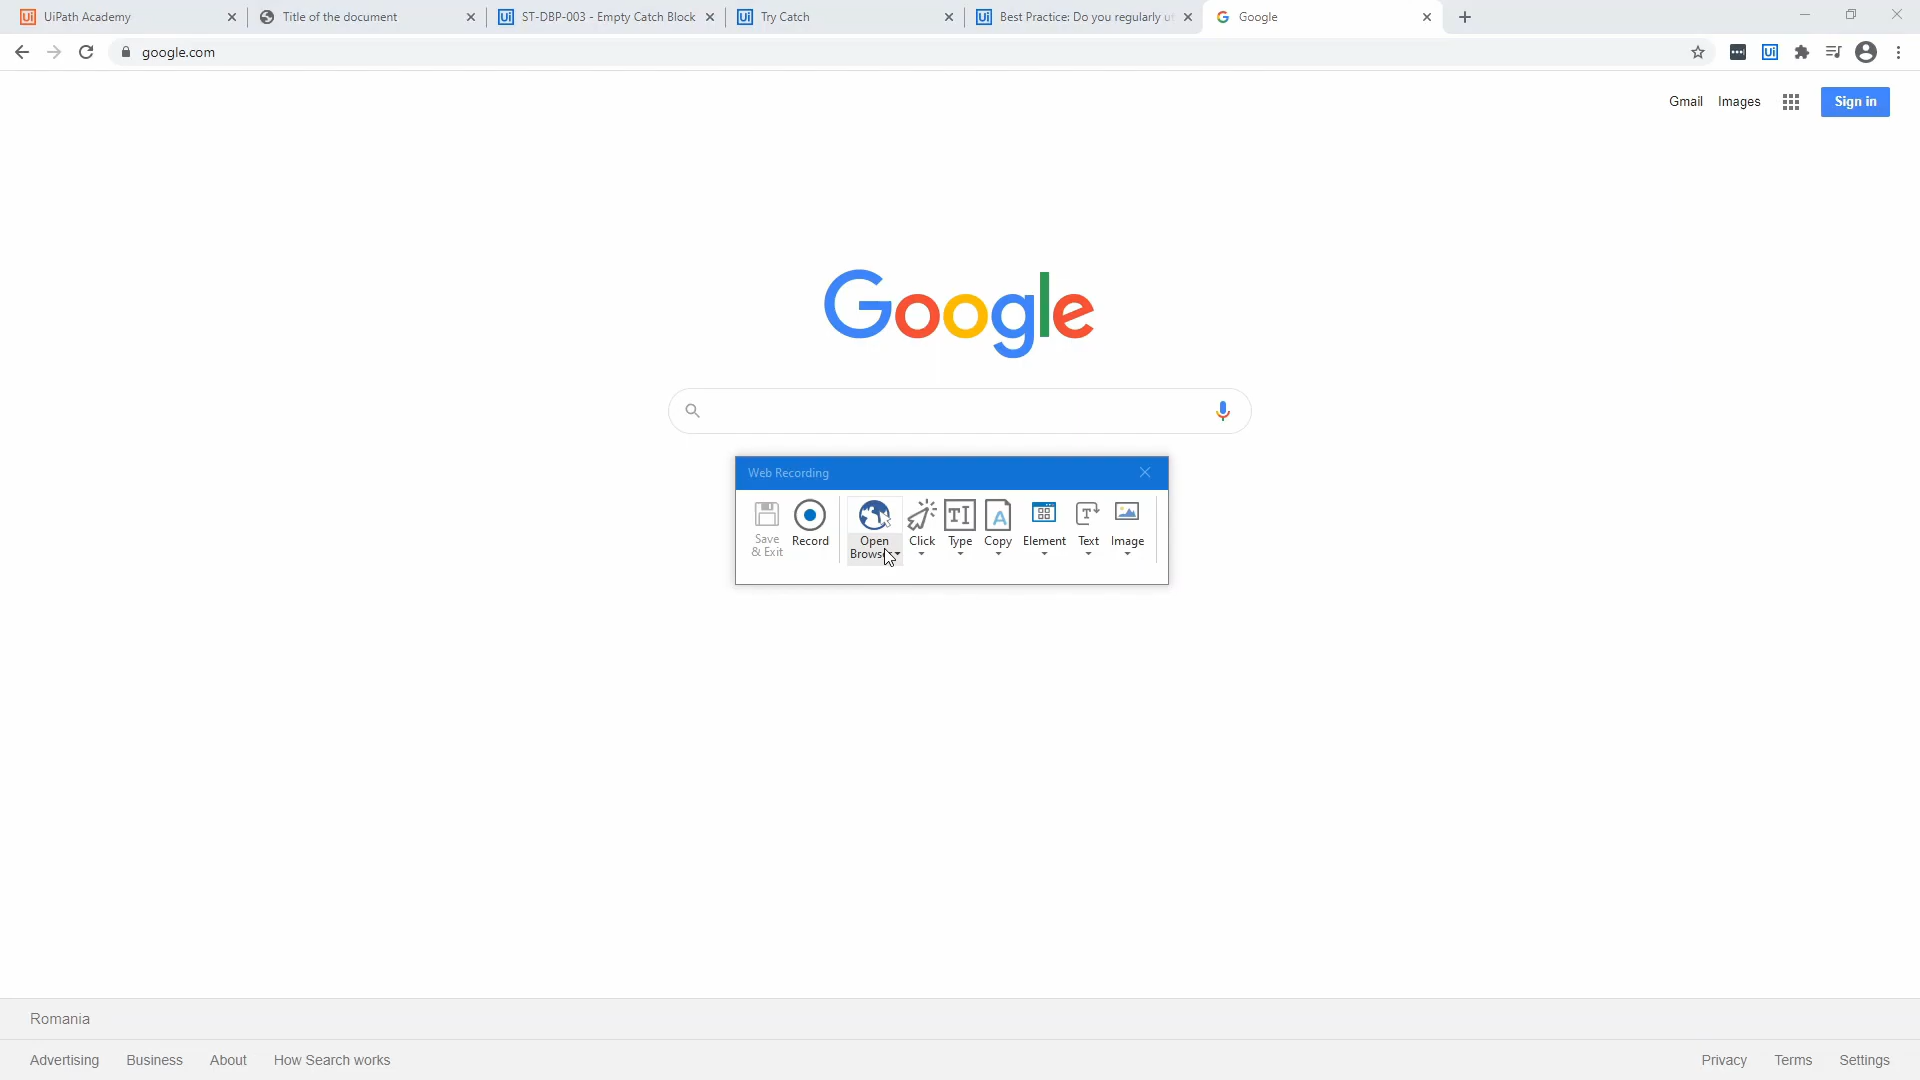 UiPath Academy
Title of the document
ST-DBP-003 - Empty Catch Block
Try Catch
Best Practice: Do you regularly u
Google
google.com
Gmail
Images
Sign in
Google
Web Recording
Save & Exit
Record
Open Browser
Click
Type
Copy
Element
Text
Image
Romania
Advertising
Business
About
How Search works
Privacy
Terms
Settings